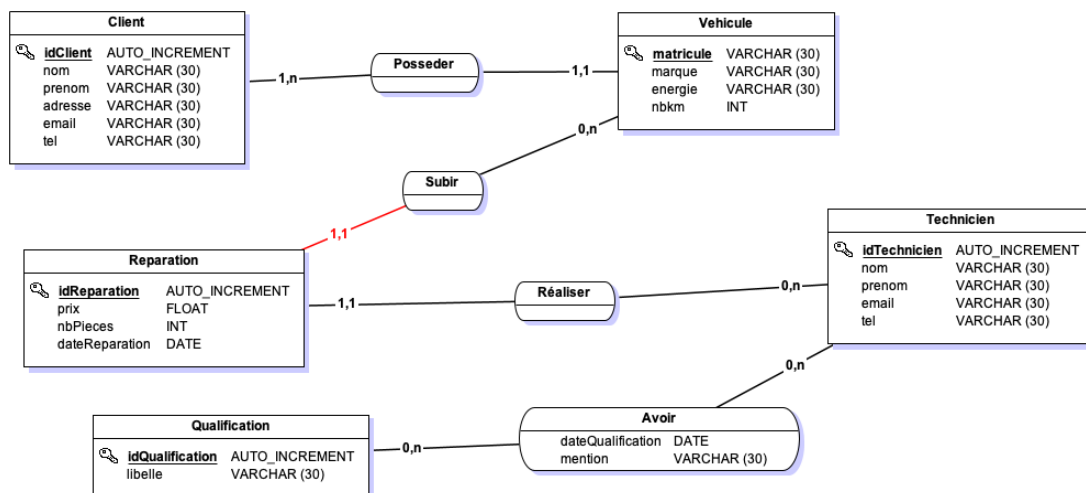 Client
idClient AUTO_INCREMENT
nom VARCHAR (30)
prenom VARCHAR (30)
adresse VARCHAR (30)
email VARCHAR (30)
tel VARCHAR (30)
1,n
Posseder
1,1
Vehicule
matricule VARCHAR (30)
marque VARCHAR (30)
energie VARCHAR (30)
nbkm INT
0,n
Subir
1,1
Reparation
idReparation AUTO_INCREMENT
prix FLOAT
nbPieces INT
dateReparation DATE
1,1
Réaliser
0,n
Technicien
idTechnicien AUTO_INCREMENT
nom VARCHAR (30)
prenom VARCHAR (30)
email VARCHAR (30)
tel VARCHAR (30)
0,n
Avoir
dateQualification DATE
mention VARCHAR (30)
0,n
Qualification
idQualification AUTO_INCREMENT
libelle VARCHAR (30)